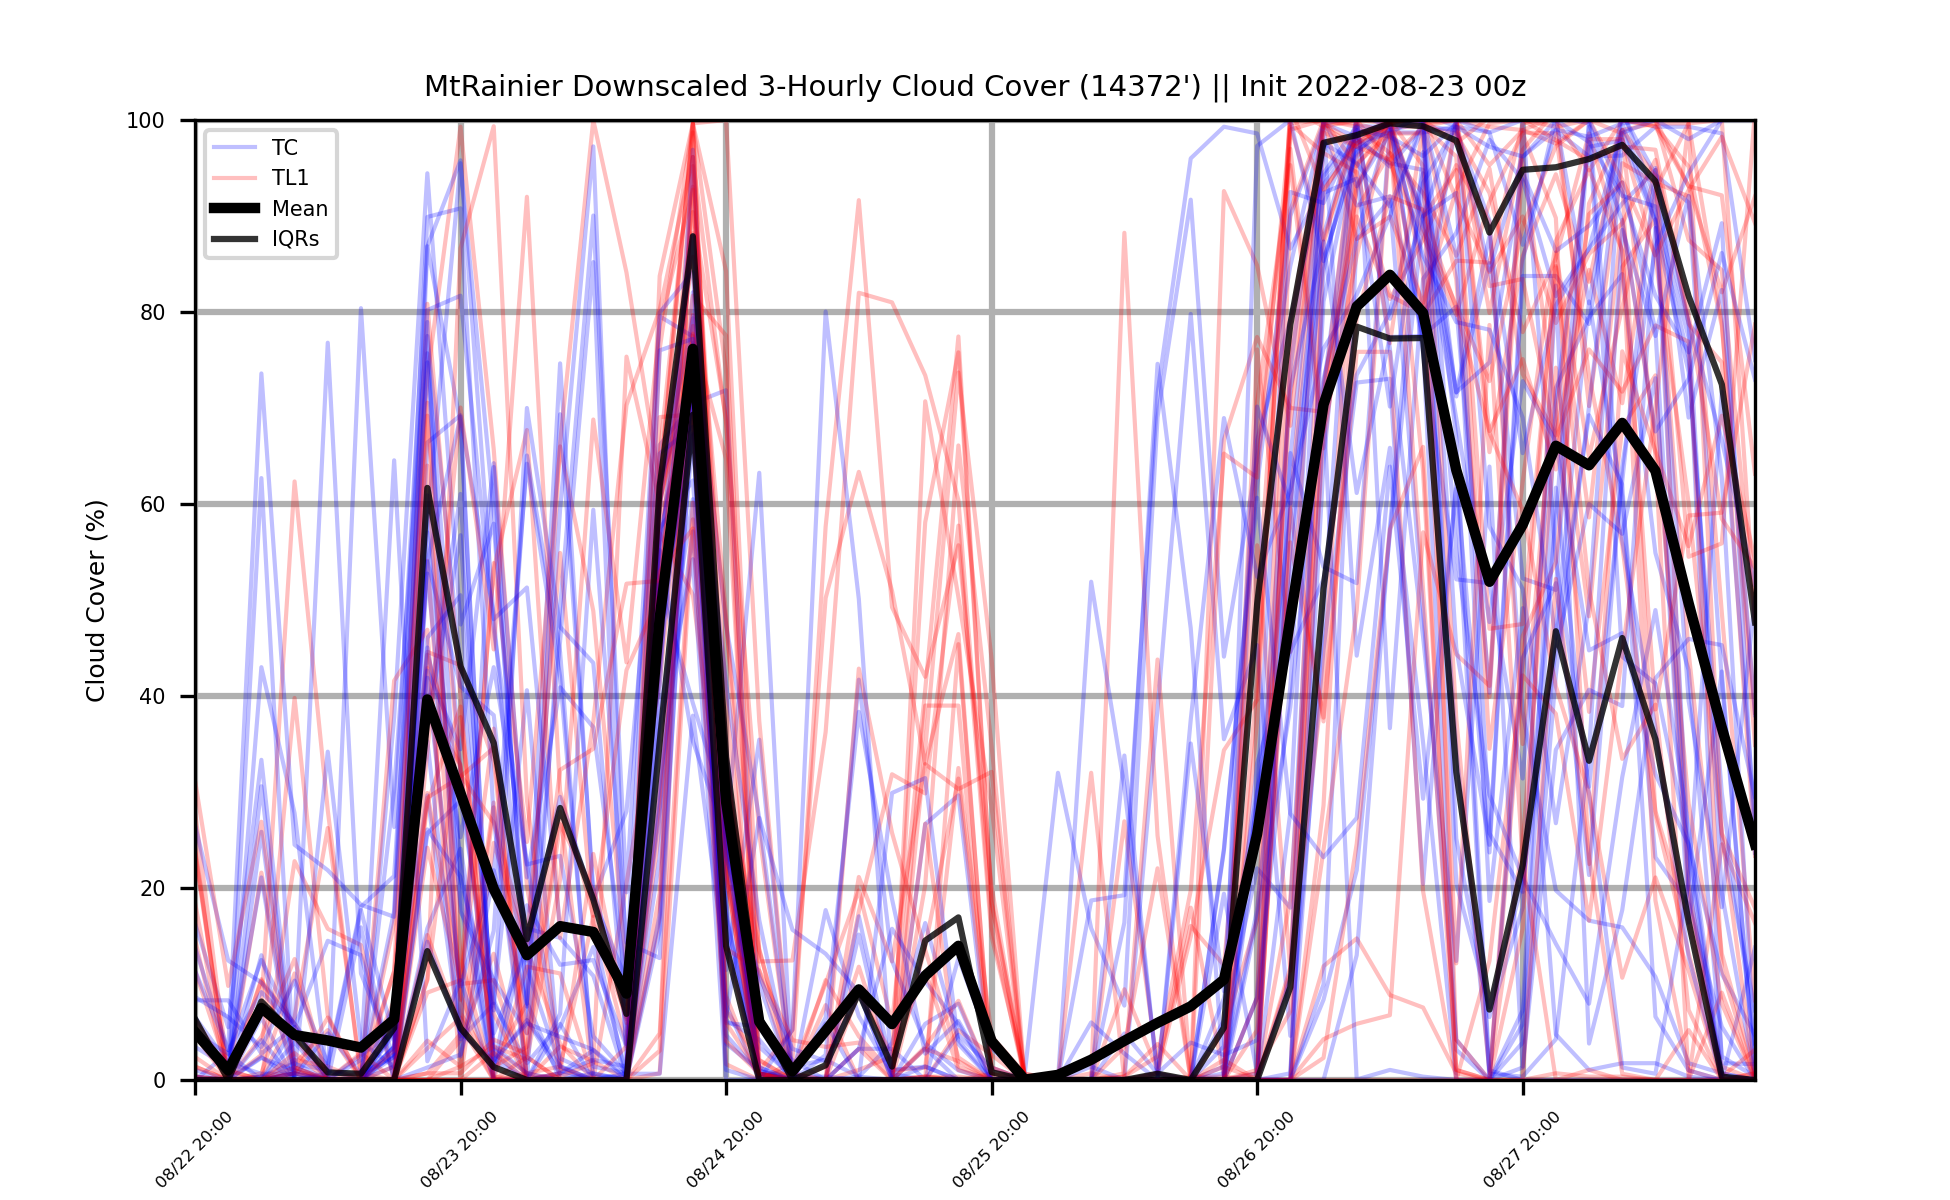 MtRainier Downscaled 3-Hourly Cloud Cover (14372') || Init 2022-08-23 00z
TC
TL1
Mean
IQRs
Cloud Cover (%)
100
80
60
40
20
0
08/22 20:00
08/23 20:00
08/24 20:00
08/25 20:00
08/26 20:00
08/27 20:00